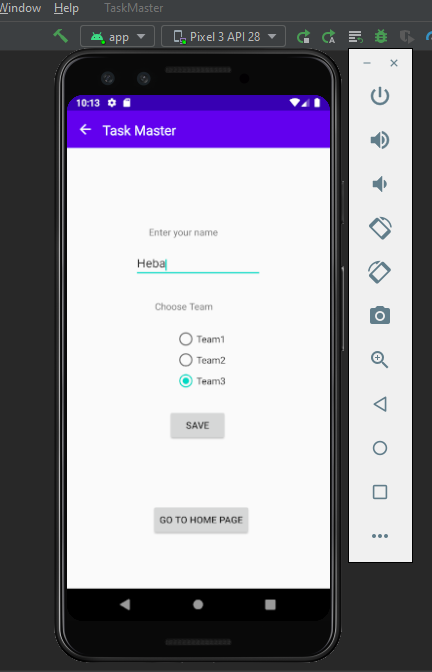 Window Help TaskMaster
app Pixel 3 API 28
10:13
Task Master
Enter your name
Heba
Choose Team
Team1
Team2
Team3
SAVE
GO TO HOME PAGE